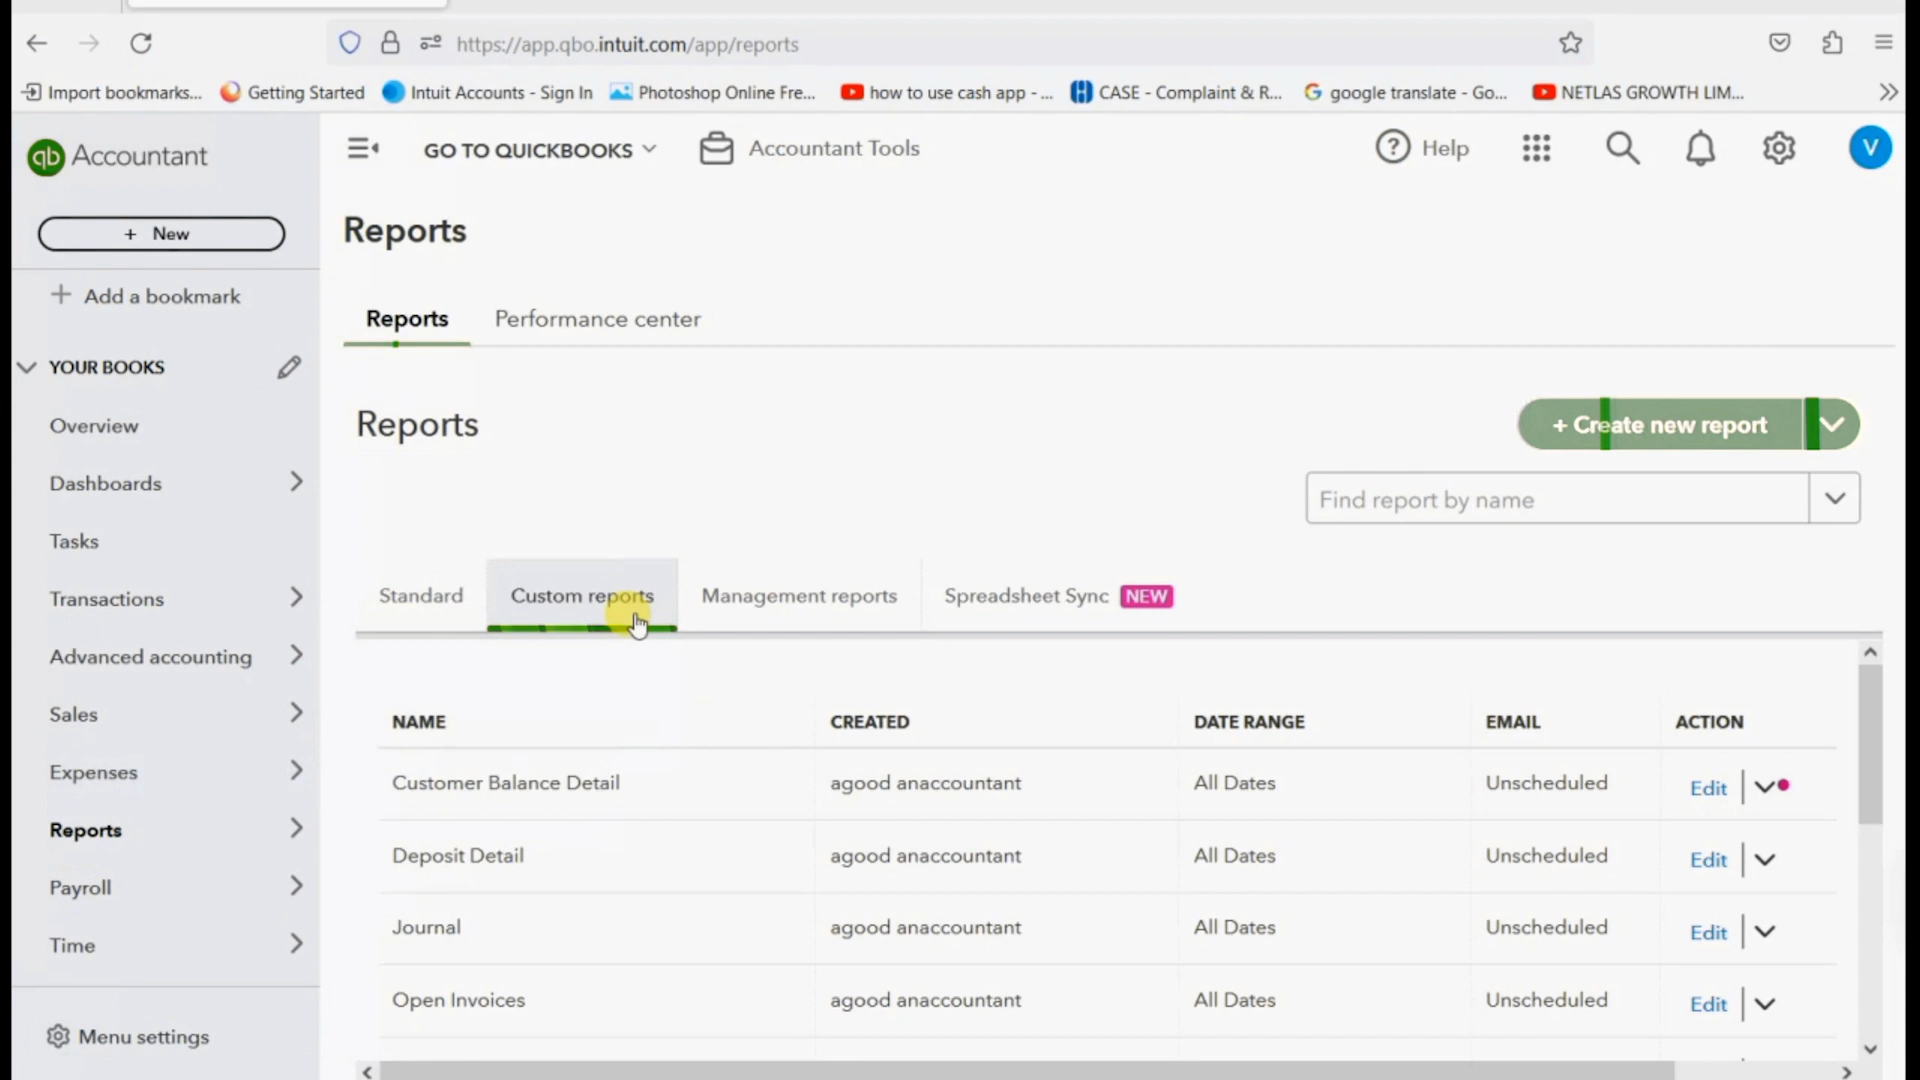 https://app.qbo.intuit.com/app/reports
Import bookmarks...
Getting Started
Intuit Accounts - Sign In
Photoshop Online Fre...
how to use cash app - ...
CASE - Complaint & R...
google translate - Go...
NETLAS GROWTH LIM...
qb Accountant
GO TO QUICKBOOKS
Accountant Tools
? Help
V
+ New
Add a bookmark
YOUR BOOKS
Overview
Dashboards
Tasks
Transactions
Advanced accounting
Sales
Expenses
Reports
Payroll
Time
Menu settings
Reports
Reports Performance center
Reports
+ Create new report
Find report by name
Standard Custom reports Management reports Spreadsheet Sync NEW
NAME CREATED DATE RANGE EMAIL ACTION
Customer Balance Detail agood anaccountant All Dates Unscheduled Edit
Deposit Detail agood anaccountant All Dates Unscheduled Edit
Journal agood anaccountant All Dates Unscheduled Edit
Open Invoices agood anaccountant All Dates Unscheduled Edit